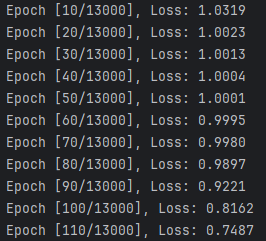 Epoch [10/13000], Loss: 1.0319
Epoch [20/13000], Loss: 1.0023
Epoch [30/13000], Loss: 1.0013
Epoch [40/13000], Loss: 1.0004
Epoch [50/13000], Loss: 1.0001
Epoch [60/13000], Loss: 0.9995
Epoch [70/13000], Loss: 0.9980
Epoch [80/13000], Loss: 0.9897
Epoch [90/13000], Loss: 0.9221
Epoch [100/13000], Loss: 0.8162
Epoch [110/13000], Loss: 0.7487